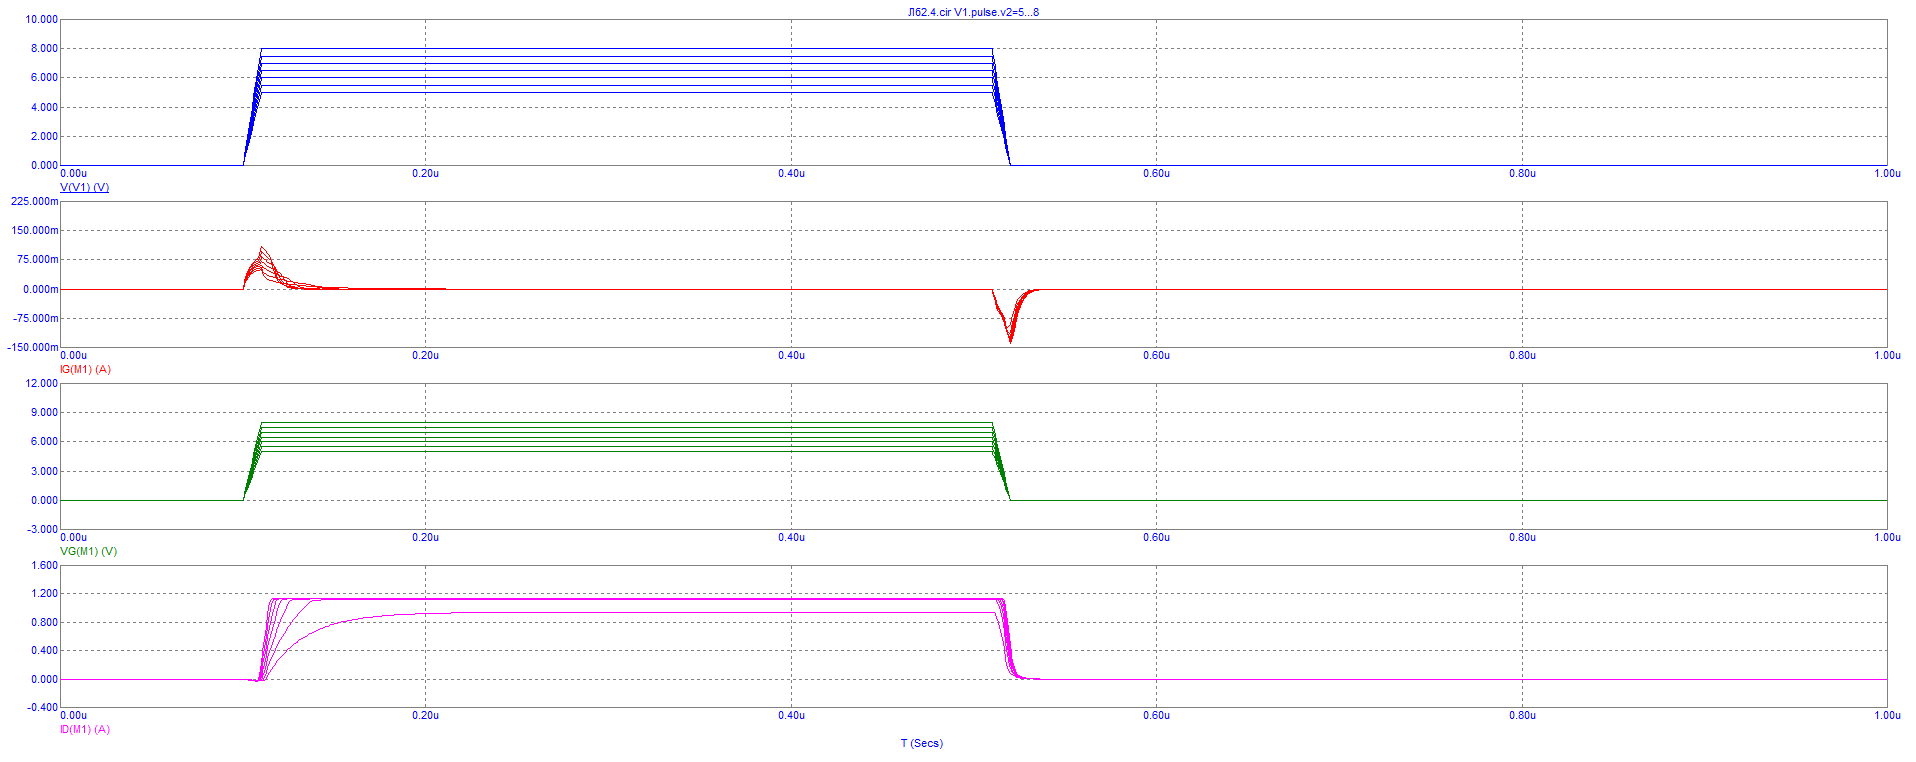 Л62.4.cir V1.pulse.v2=5...8
10.000
8.000
6.000
4.000
2.000
0.000
0.00u 0.20u 0.40u 0.60u 0.80u 1.00u
V(V1) (V)
225.000m
150.000m
75.000m
0.000m
-75.000m
-150.000m
0.00u 0.20u 0.40u 0.60u 0.80u 1.00u
IG(M1) (A)
12.000
9.000
6.000
3.000
0.000
-3.000
0.00u 0.20u 0.40u 0.60u 0.80u 1.00u
VG(M1) (V)
1.600
1.200
0.800
0.400
0.000
-0.400
0.00u 0.20u 0.40u 0.60u 0.80u 1.00u
ID(M1) (A)
T (Secs)